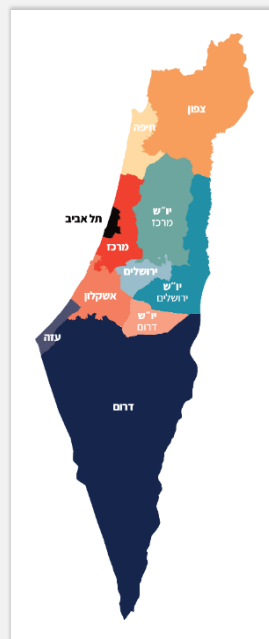 צפון
חיפה
תל אביב
מרכז
יו״ש
מרכז
ירושלים
יו״ש
ירושלים
אשקלון
יו״ש
דרום
עזה
דרום